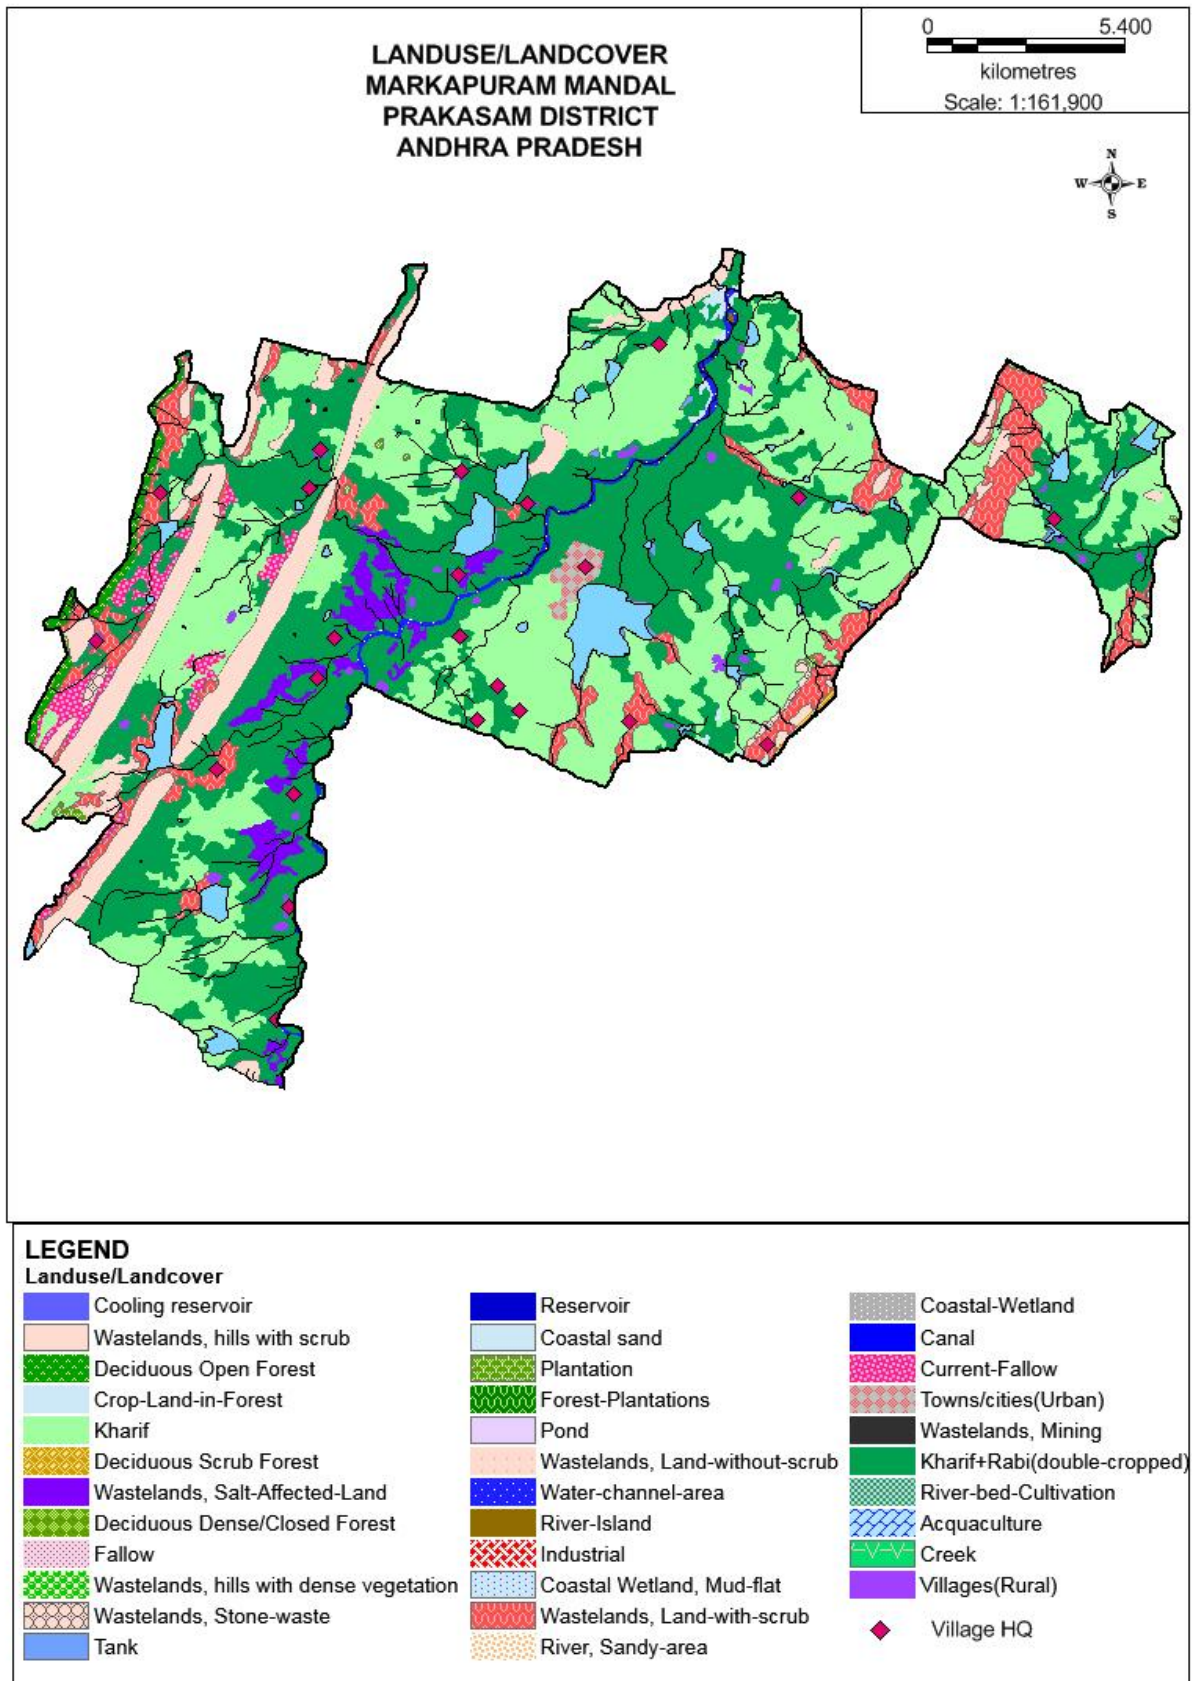 LANDUSE/LANDCOVER
MARKAPURAM MANDAL
PRAKASAM DISTRICT
ANDHRA PRADESH
0 5.400
kilometres
Scale: 1:161,900
N
W E
S
LEGEND
Landuse/Landcover
Cooling reservoir
Wastelands, hills with scrub
Deciduous Open Forest
Crop-Land-in-Forest
Kharif
Deciduous Scrub Forest
Wastelands, Salt-Affected-Land
Deciduous Dense/Closed Forest
Fallow
Wastelands, hills with dense vegetation
Wastelands, Stone-waste
Tank
Reservoir
Coastal sand
Plantation
Forest-Plantations
Pond
Wastelands, Land-without-scrub
Water-channel-area
River-Island
Industrial
Coastal Wetland, Mud-flat
Wastelands, Land-with-scrub
River, Sandy-area
Coastal-Wetland
Canal
Current-Fallow
Towns/cities(Urban)
Wastelands, Mining
Kharif+Rabi(double-cropped)
River-bed-Cultivation
Acquaculture
Creek
Villages(Rural)
Village HQ